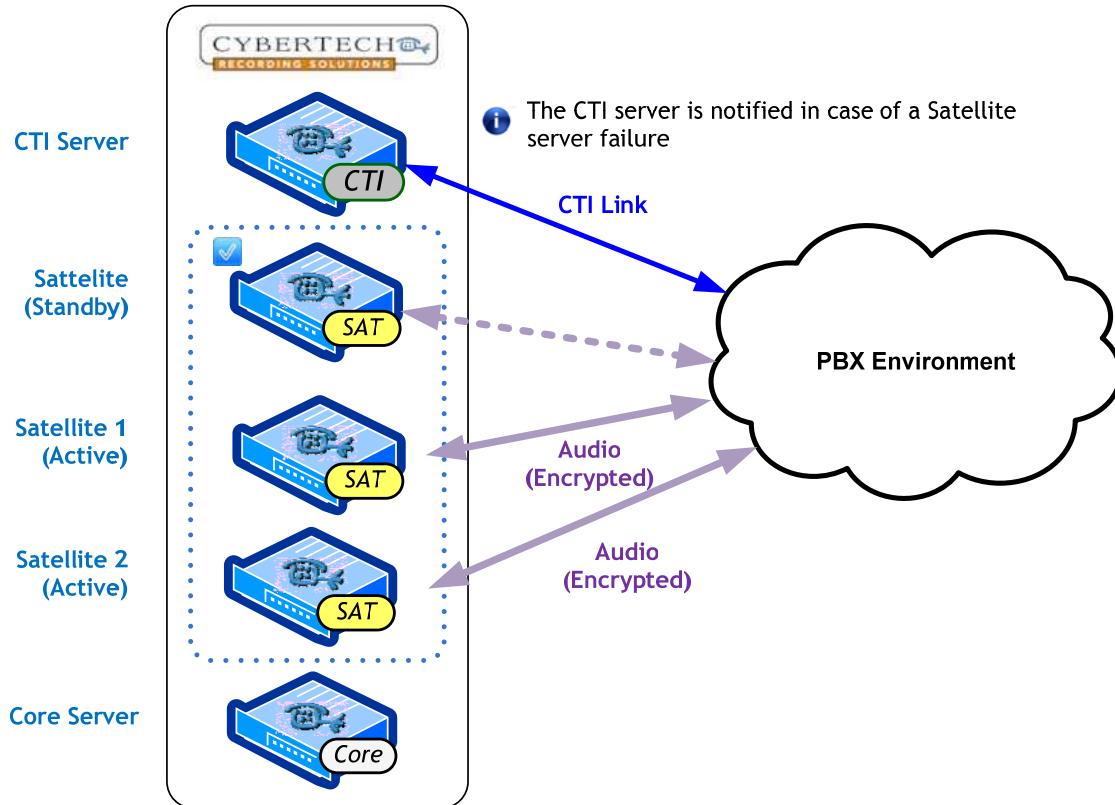 CYBERTECH
RECORDING SOLUTIONS
CTI Server
CTI
The CTI server is notified in case of a Satellite
server failure
i
CTI Link
Sattelite
(Standby)
SAT
PBX Environment
Satellite 1
(Active)
SAT
Audio
(Encrypted)
Satellite 2
(Active)
SAT
Audio
(Encrypted)
Core Server
Core